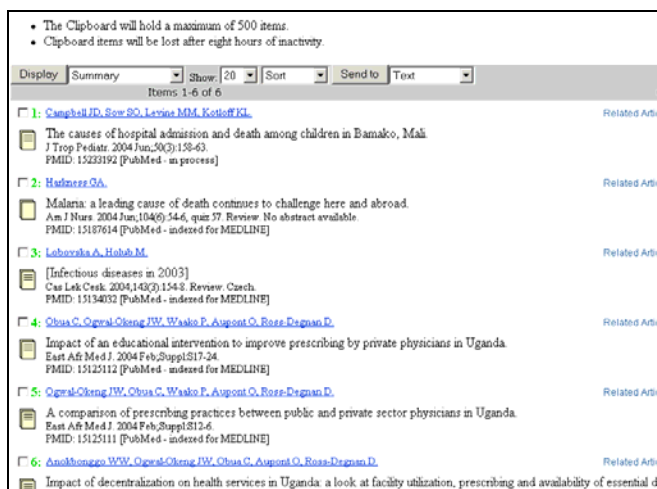 The Clipboard will hold a maximum of 500 items.
Clipboard items will be lost after eight hours of inactivity.
Display Summary Show: 20 Sort Send to Text
Items 1-6 of 6
1: Campbell JD, Sow SO, Levine MM, Kotloff KL. Related Arti
The causes of hospital admission and death among children in Bamako, Mali.
J Trop Pediatr. 2004 Jun;50(3):158-63.
PMID: 15233192 [PubMed - in process]
2: Harkness GA. Related Arti
Malaria: a leading cause of death continues to challenge here and abroad.
Am J Nurs. 2004 Jun;104(6):54-6, quiz 57. Review. No abstract available.
PMID: 15187614 [PubMed - indexed for MEDLINE]
3: Lobovska A, Holub M. Related Arti
[Infectious diseases in 2003]
Cas Lek Cesk. 2004;143(3):154-8. Review. Czech.
PMID: 15134032 [PubMed - indexed for MEDLINE]
4: Obua C, Ogwal-Okeng JW, Waako P, Aupont O, Ross-Degnan D. Related Arti
Impact of an educational intervention to improve prescribing by private physicians in Uganda.
East Afr Med J. 2004 Feb;Suppl:S17-24.
PMID: 15125112 [PubMed - indexed for MEDLINE]
5: Ogwal-Okeng JW, Obua C, Waako P, Aupont O, Ross-Degnan D. Related Arti
A comparison of prescribing practices between public and private sector physicians in Uganda.
East Afr Med J. 2004 Feb;Suppl:S12-6.
PMID: 15125111 [PubMed - indexed for MEDLINE]
6: Anokbonggo WW, Ogwal-Okeng JW, Obua C, Aupont O, Ross-Degnan D. Related Arti
Impact of decentralization on health services in Uganda: a look at facility utilization, prescribing and availability of essential d